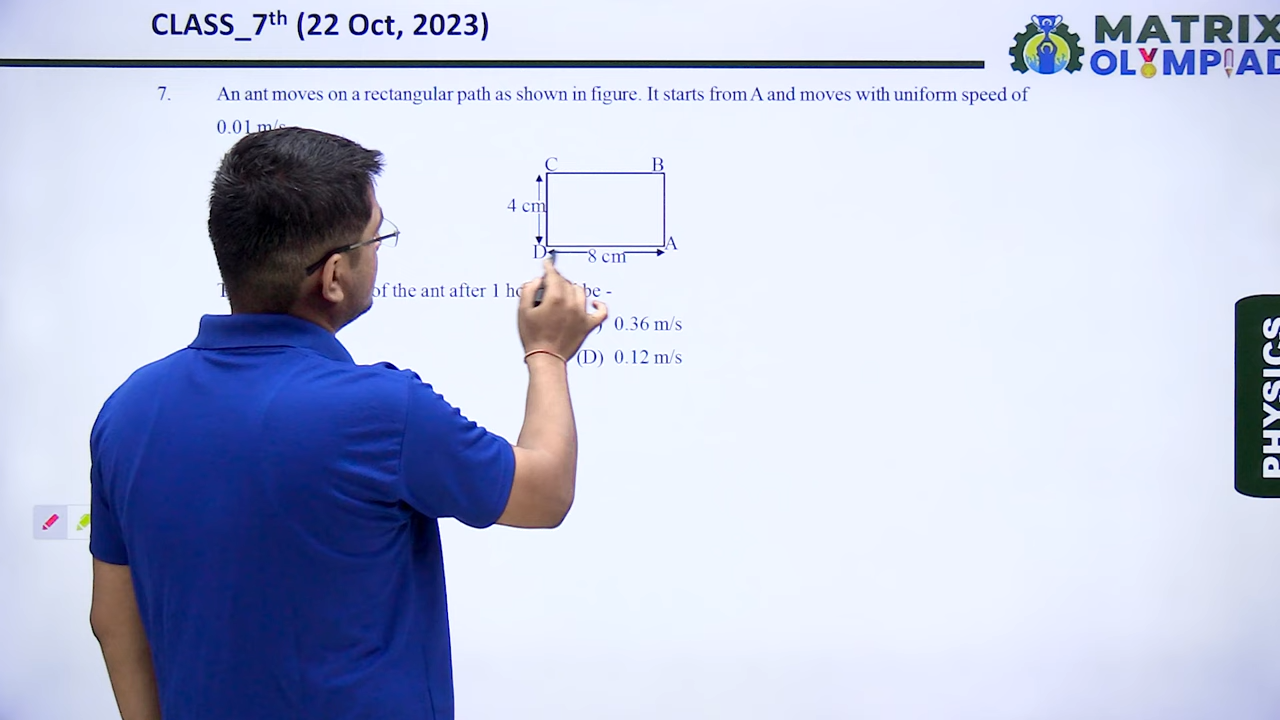 CLASS_7th (22 Oct, 2023)
MATRIX
OLYMPIAD
7. An ant moves on a rectangular path as shown in figure. It starts from A and moves with uniform speed of
0.01 m/s
C B
4 cm
D A
8 cm
of the ant after 1 be -
0.36 m/s
(D) 0.12 m/s
PHYSICS